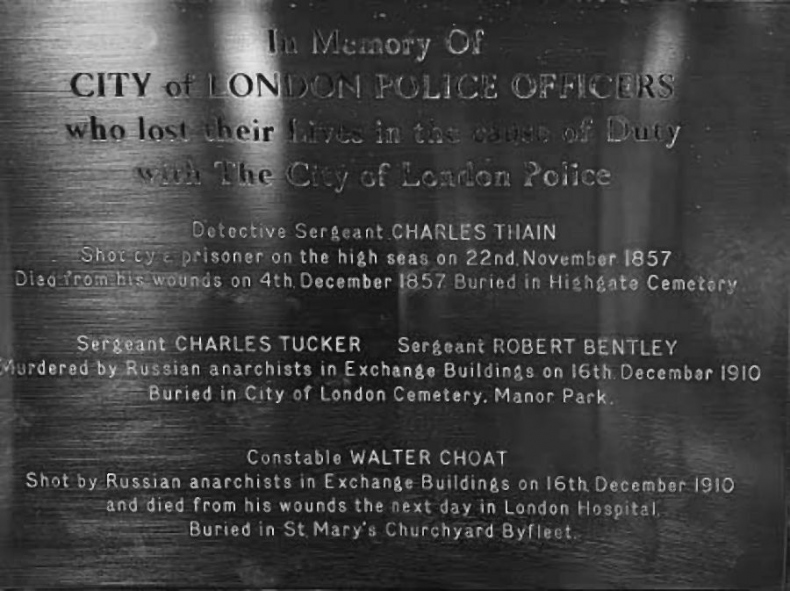 In Memory Of
CITY of LONDON POLICE OFFICERS
who lost their Lives in the cause of Duty
with The City of London Police
Detective Sergeant CHARLES THAIN
Shot by a prisoner on the high seas on 22nd. November 1857
Died from his wounds on 4th. December 1857 Buried in Highgate Cemetery
Sergeant CHARLES TUCKER Sergeant ROBERT BENTLEY
Murdered by Russian anarchists in Exchange Buildings on 16th. December 1910
Buried in City of London Cemetery. Manor Park.
Constable WALTER CHOAT
Shot by Russian anarchists in Exchange Buildings on 16th. December 1910
and died from his wounds the next day in London Hospital.
Buried in St. Mary's Churchyard Byfleet.